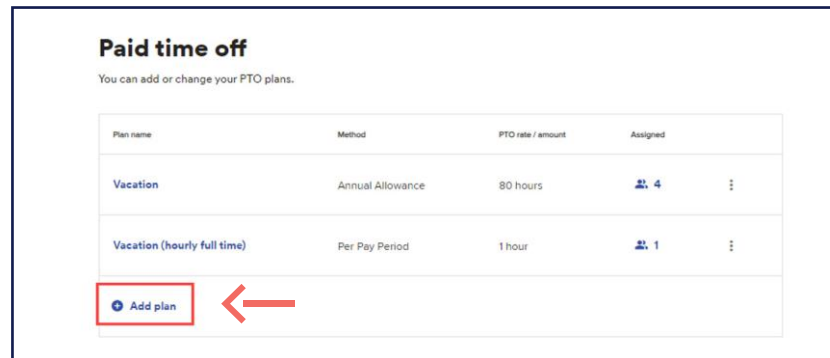 Paid time off
You can add or change your PTO plans.
Plan name Method PTO rate / amount Assigned
Vacation Annual Allowance 80 hours 4
Vacation (hourly full time) Per Pay Period 1 hour 1
Add plan